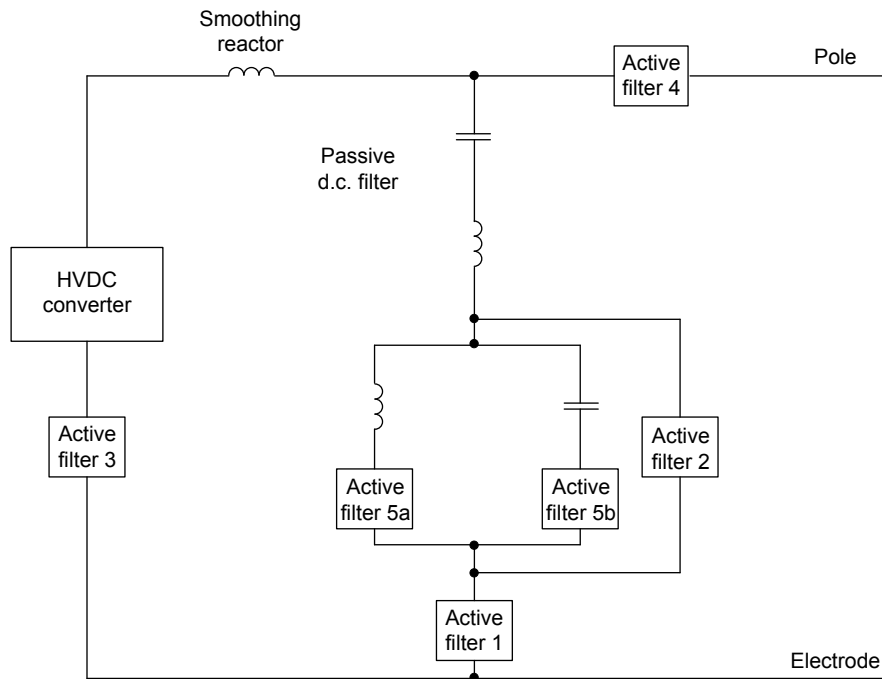 Smoothing
reactor
Active
filter 4
Pole
Passive
d.c. filter
HVDC
converter
Active
filter 3
Active
filter 2
Active
filter 5a
Active
filter 5b
Active
filter 1
Electrode